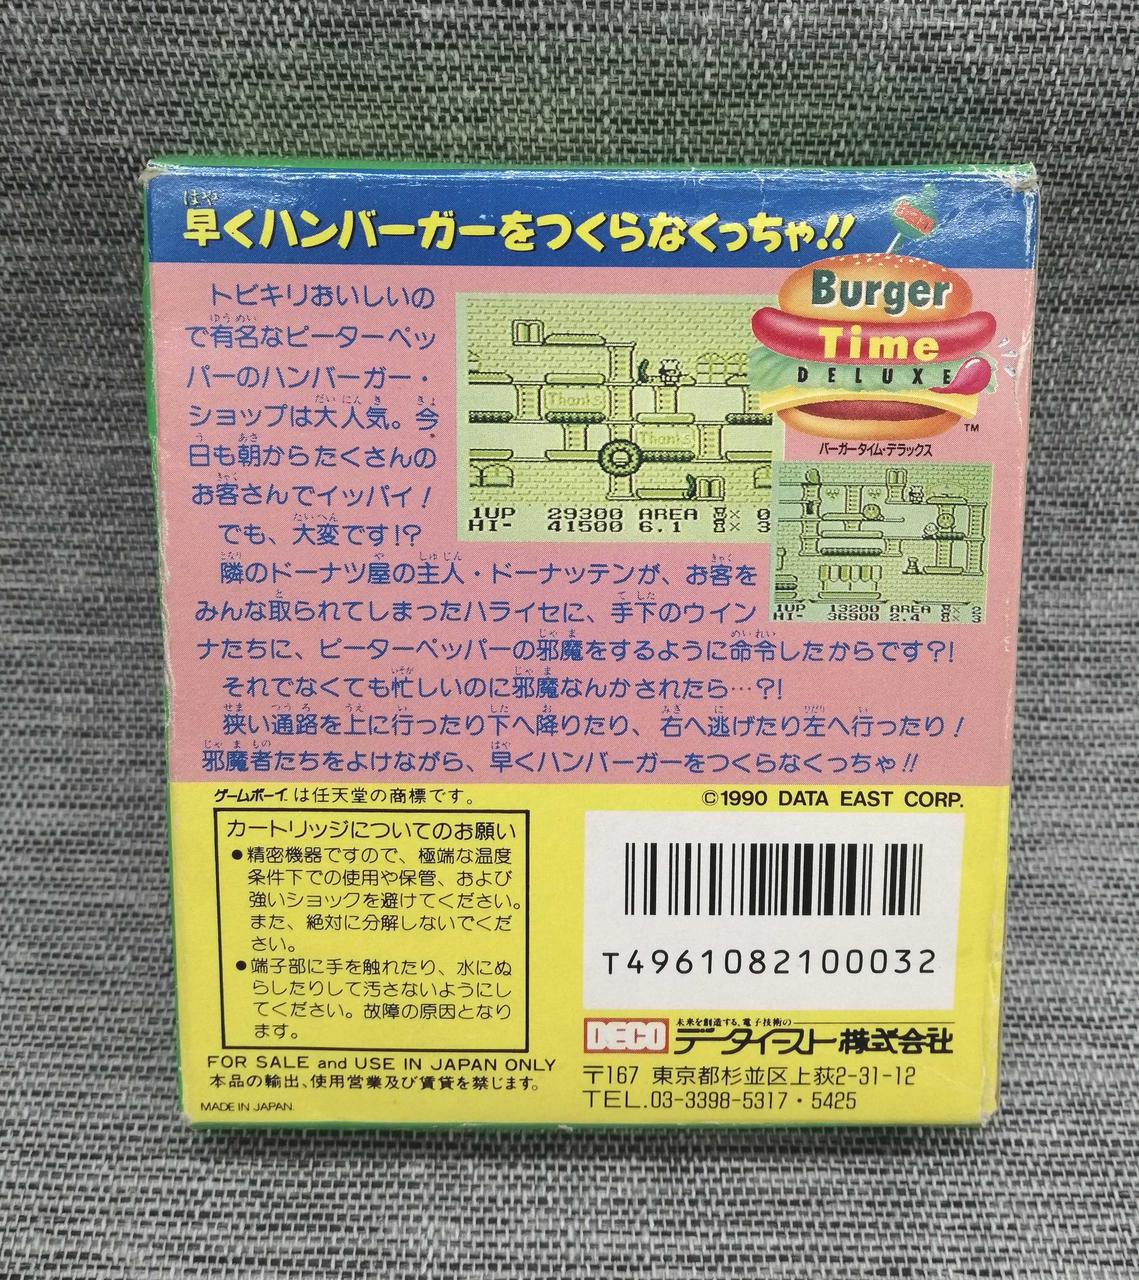 早くハンバーガーをつくらなくっちゃ!!
Burger
Time
DELUXE
TM
バーガータイム・デラックス
トビキリおいしいの
で有名なピーターペッ
パーのハンバーガー・
ショップは大人気。今
日も朝からたくさんの
お客さんでイッパイ!
でも、大変です!?
隣のドーナツ屋の主人・ドーナッテンが、お客を
みんな取られてしまったハライセに、手下のウイン
ナたちに、ピーターペッパーの邪魔をするように命令したからです?!
それでなくても忙しいのに邪魔なんかされたら…?!
狭い通路を上に行ったり下へ降りたり、右へ逃げたり左へ行ったり!
邪魔者たちをよけながら、早くハンバーガーをつくらなくっちゃ!!
Thanks
Thanks
1UP 29300 AREA × 0
HI- 41500 6.1 × 3
1UP 13200 AREA × 2
HI- 36900 2.4 × 3
ゲームボーイは任天堂の商標です。
©1990 DATA EAST CORP.
カートリッジについてのお願い
●精密機器ですので、極端な温度
条件下での使用や保管、および
強いショックを避けてください。
また、絶対に分解しないでくだ
さい。
●端子部に手を触れたり、水にぬ
らしたりして汚さないようにし
てください。故障の原因となり
ます。
FOR SALE and USE IN JAPAN ONLY
本品の輸出、使用営業及び賃貸を禁じます。
MADE IN JAPAN.
T4961082100032
DECO
未来を創造する、電子技術の
データイースト株式会社
〒167 東京都杉並区上荻2-31-12
TEL.03-3398-5317・5425